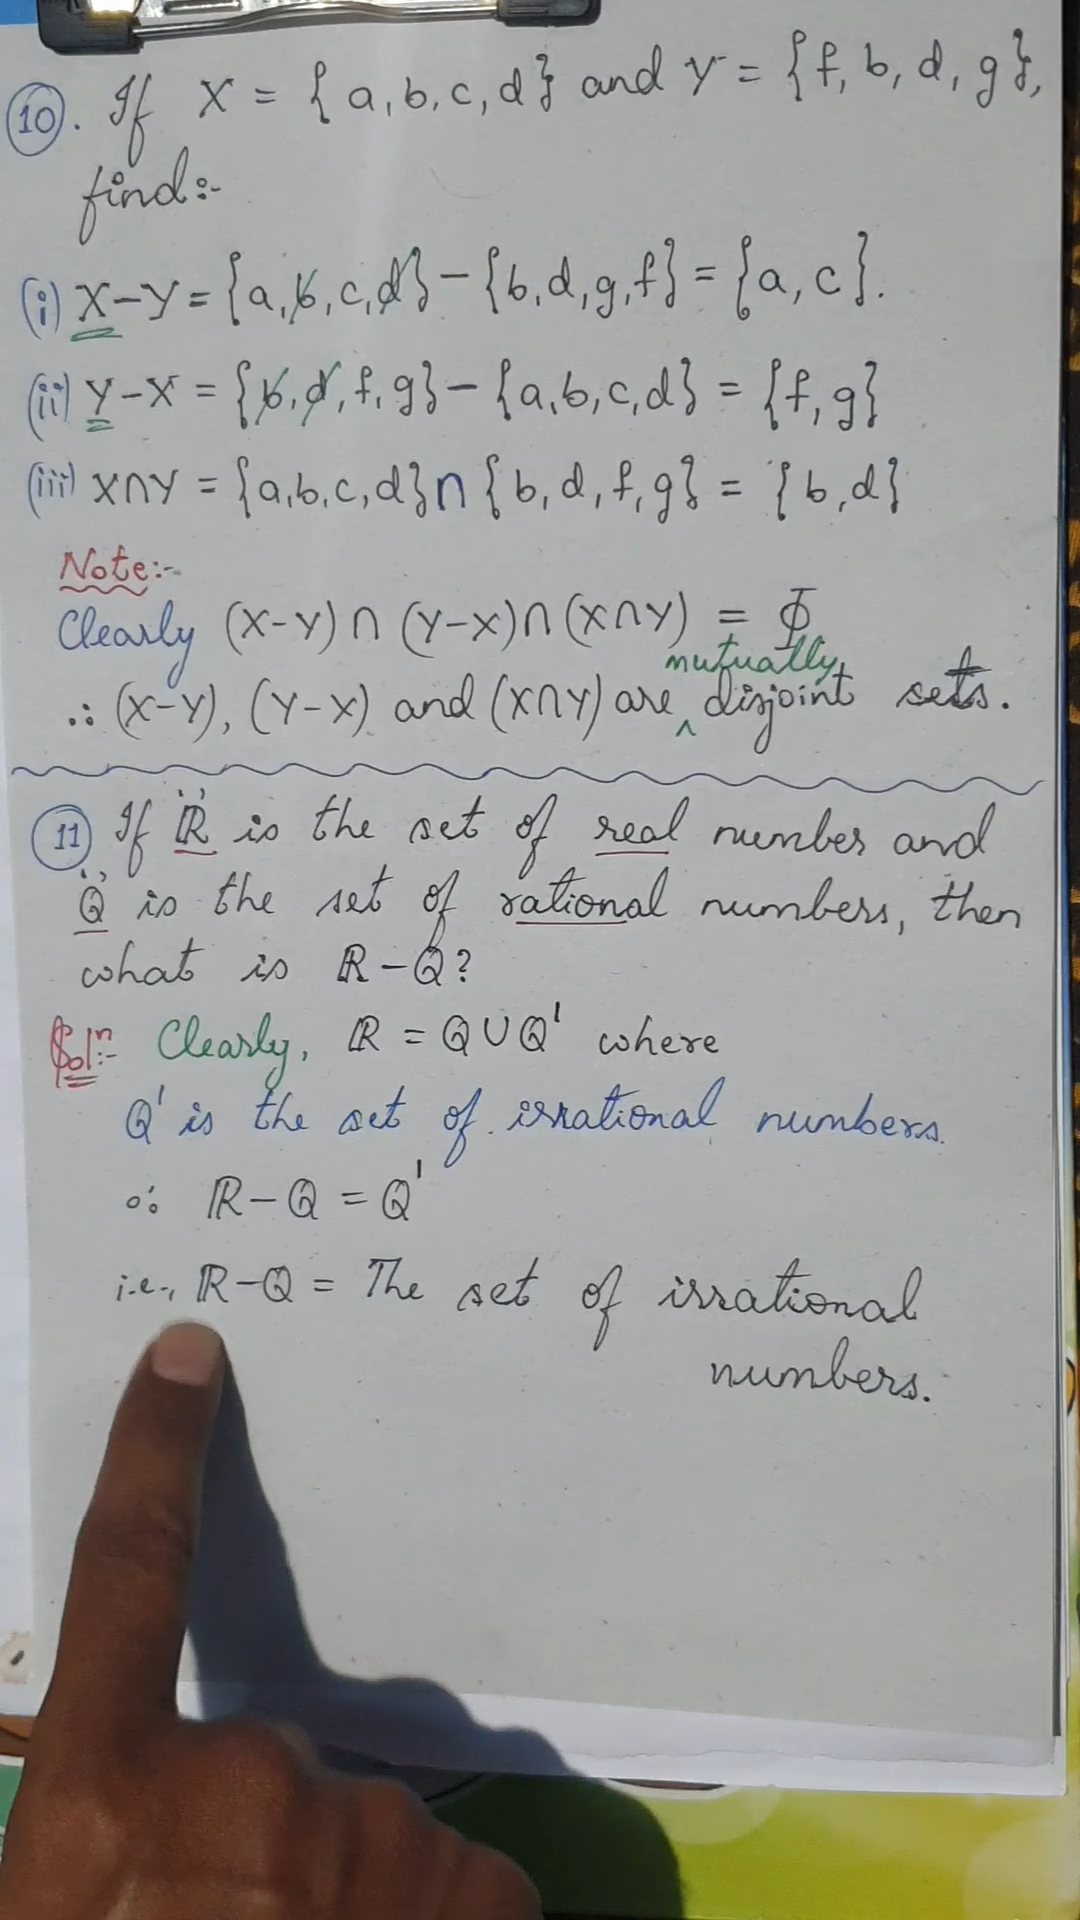 (10). If X = {a, b, c, d} and Y = {f, b, d, g},
find:-
(i) X-Y = {a, b, c, d} - {b, d, g, f} = {a, c}.
(ii) Y-X = {b, d, f, g} - {a, b, c, d} = {f, g}
(iii) X∩Y = {a, b, c, d} ∩ {b, d, f, g} = {b, d}
Note:-
Clearly (X-Y)∩(Y-X)∩(X∩Y) = Φ
∴ (X-Y), (Y-X) and (X∩Y) are mutually disjoint sets.
(11) If ℝ is the set of real number and
Q is the set of rational numbers, then
what is ℝ-Q?
Solⁿ:- Clearly, ℝ = Q∪Q' where
Q' is the set of irrational numbers.
∴ ℝ-Q = Q'
i.e., ℝ-Q = The set of irrational
numbers.